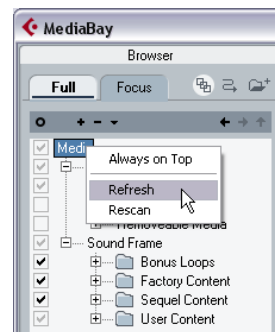 MediaBay
Browser
Full Focus
Medi
Always on Top
Refresh
Rescan
Removeable Media
Sound Frame
Bonus Loops
Factory Content
Sequel Content
User Content